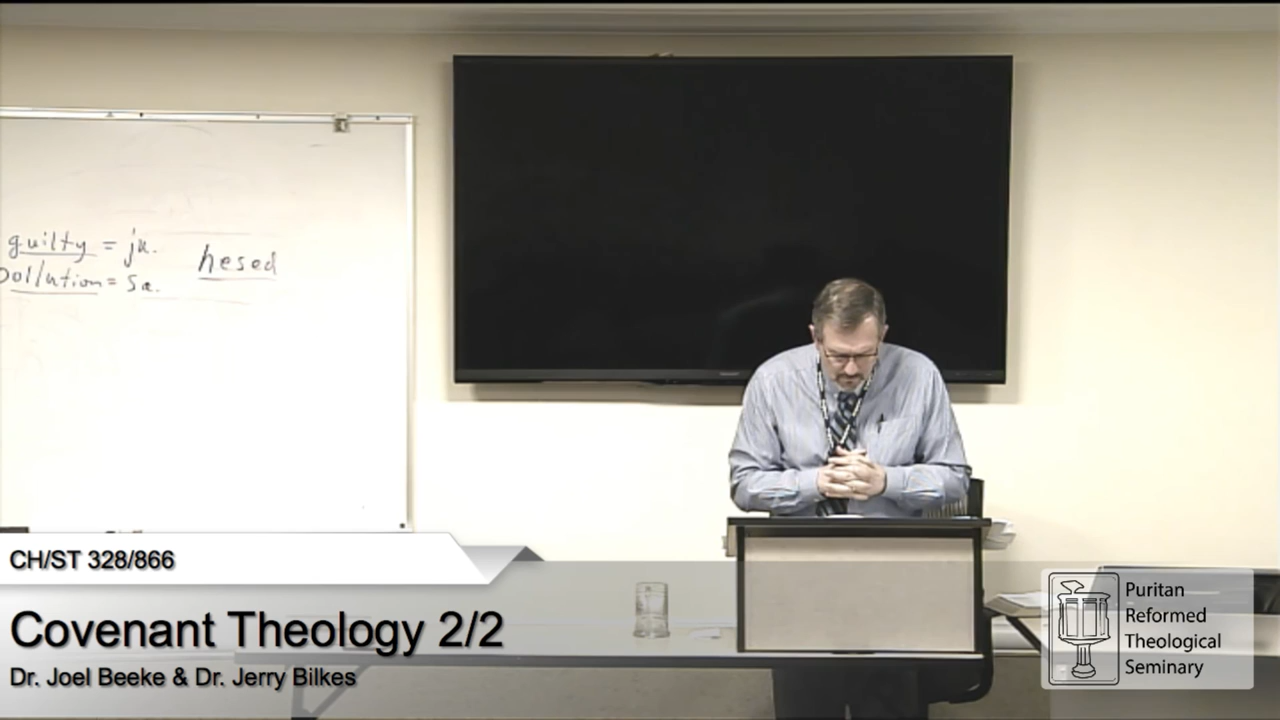 guilty = ju.
pollution = sa.
hesed
CH/ST 328/866
Covenant Theology 2/2
Dr. Joel Beeke & Dr. Jerry Bilkes
Puritan
Reformed
Theological
Seminary